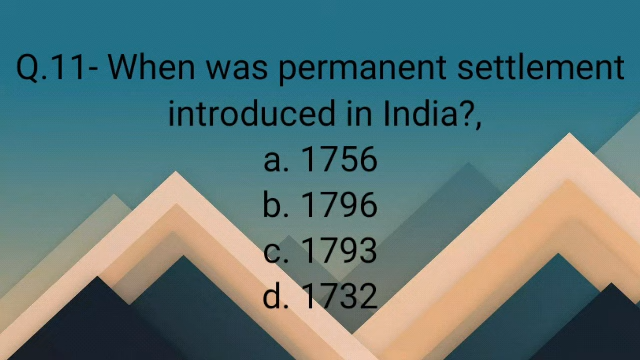 Q.11- When was permanent settlement
introduced in India?,
a. 1756
b. 1796
c. 1793
d. 1732